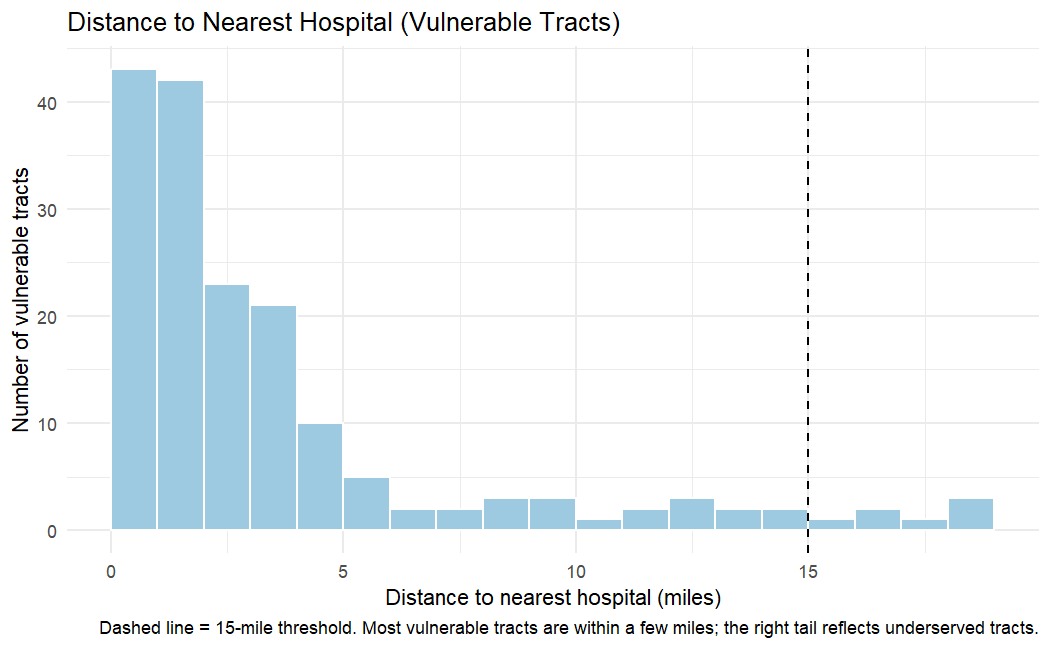 Distance to Nearest Hospital (Vulnerable Tracts)
Number of vulnerable tracts
40
30
20
10
0
0 5 10 15
Distance to nearest hospital (miles)
Dashed line = 15-mile threshold. Most vulnerable tracts are within a few miles; the right tail reflects underserved tracts.